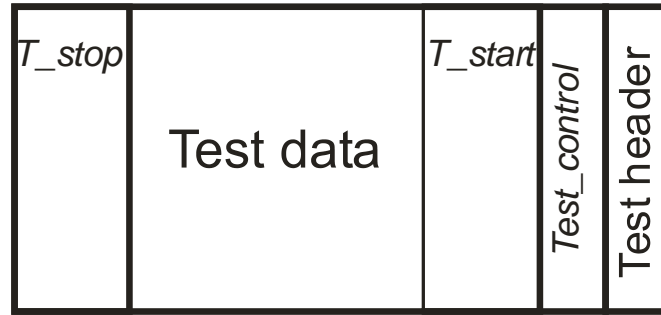 T_stop
Test data
T_start
Test_control
Test header